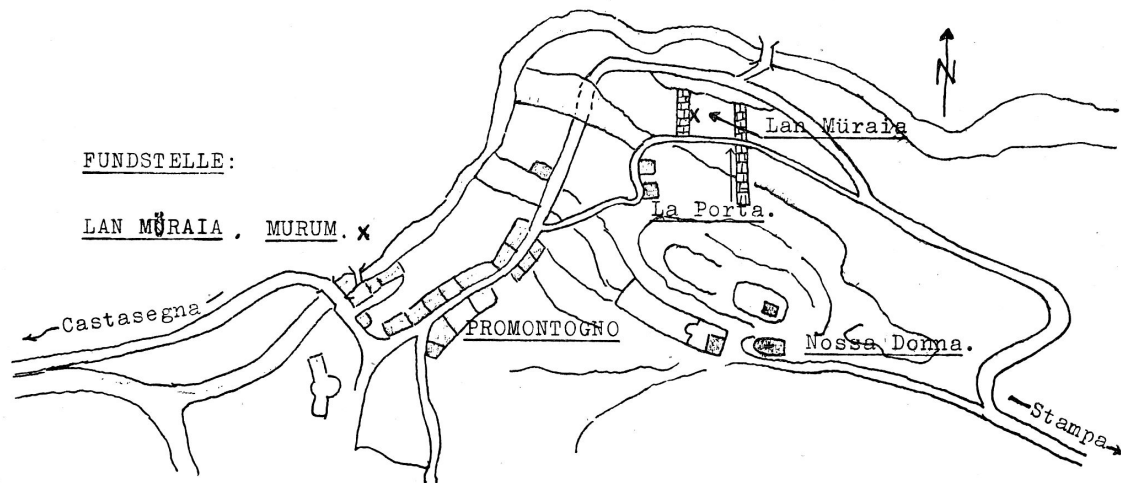 N
Lan Müraia
FUNDSTELLE:
La Porta.
LAN MÜRAIA , MURUM. x
x
Castasegna
PROMONTOGNO
Nossa Donna.
Stampa